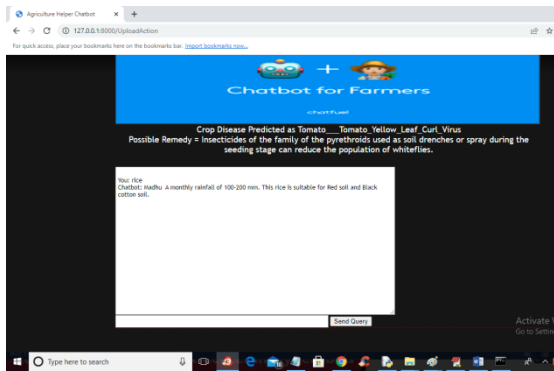 Agriculture Helper Chatbot
127.0.0.1:8000/UploadAction
For quick access, place your bookmarks here on the bookmarks bar. Import bookmarks now...
Chatbot for Farmers
chatfuel
Crop Disease Predicted as Tomato___Tomato_Yellow_Leaf_Curl_Virus
Possible Remedy = Insecticides of the family of the pyrethroids used as soil drenches or spray during the
seeding stage can reduce the population of whiteflies.
You: rice
Chatbot: Madhu A monthly rainfall of 100-200 mm. This rice is suitable for Red soil and Black
cotton soil.
Send Query
Activate
Go to Settin
Type here to search